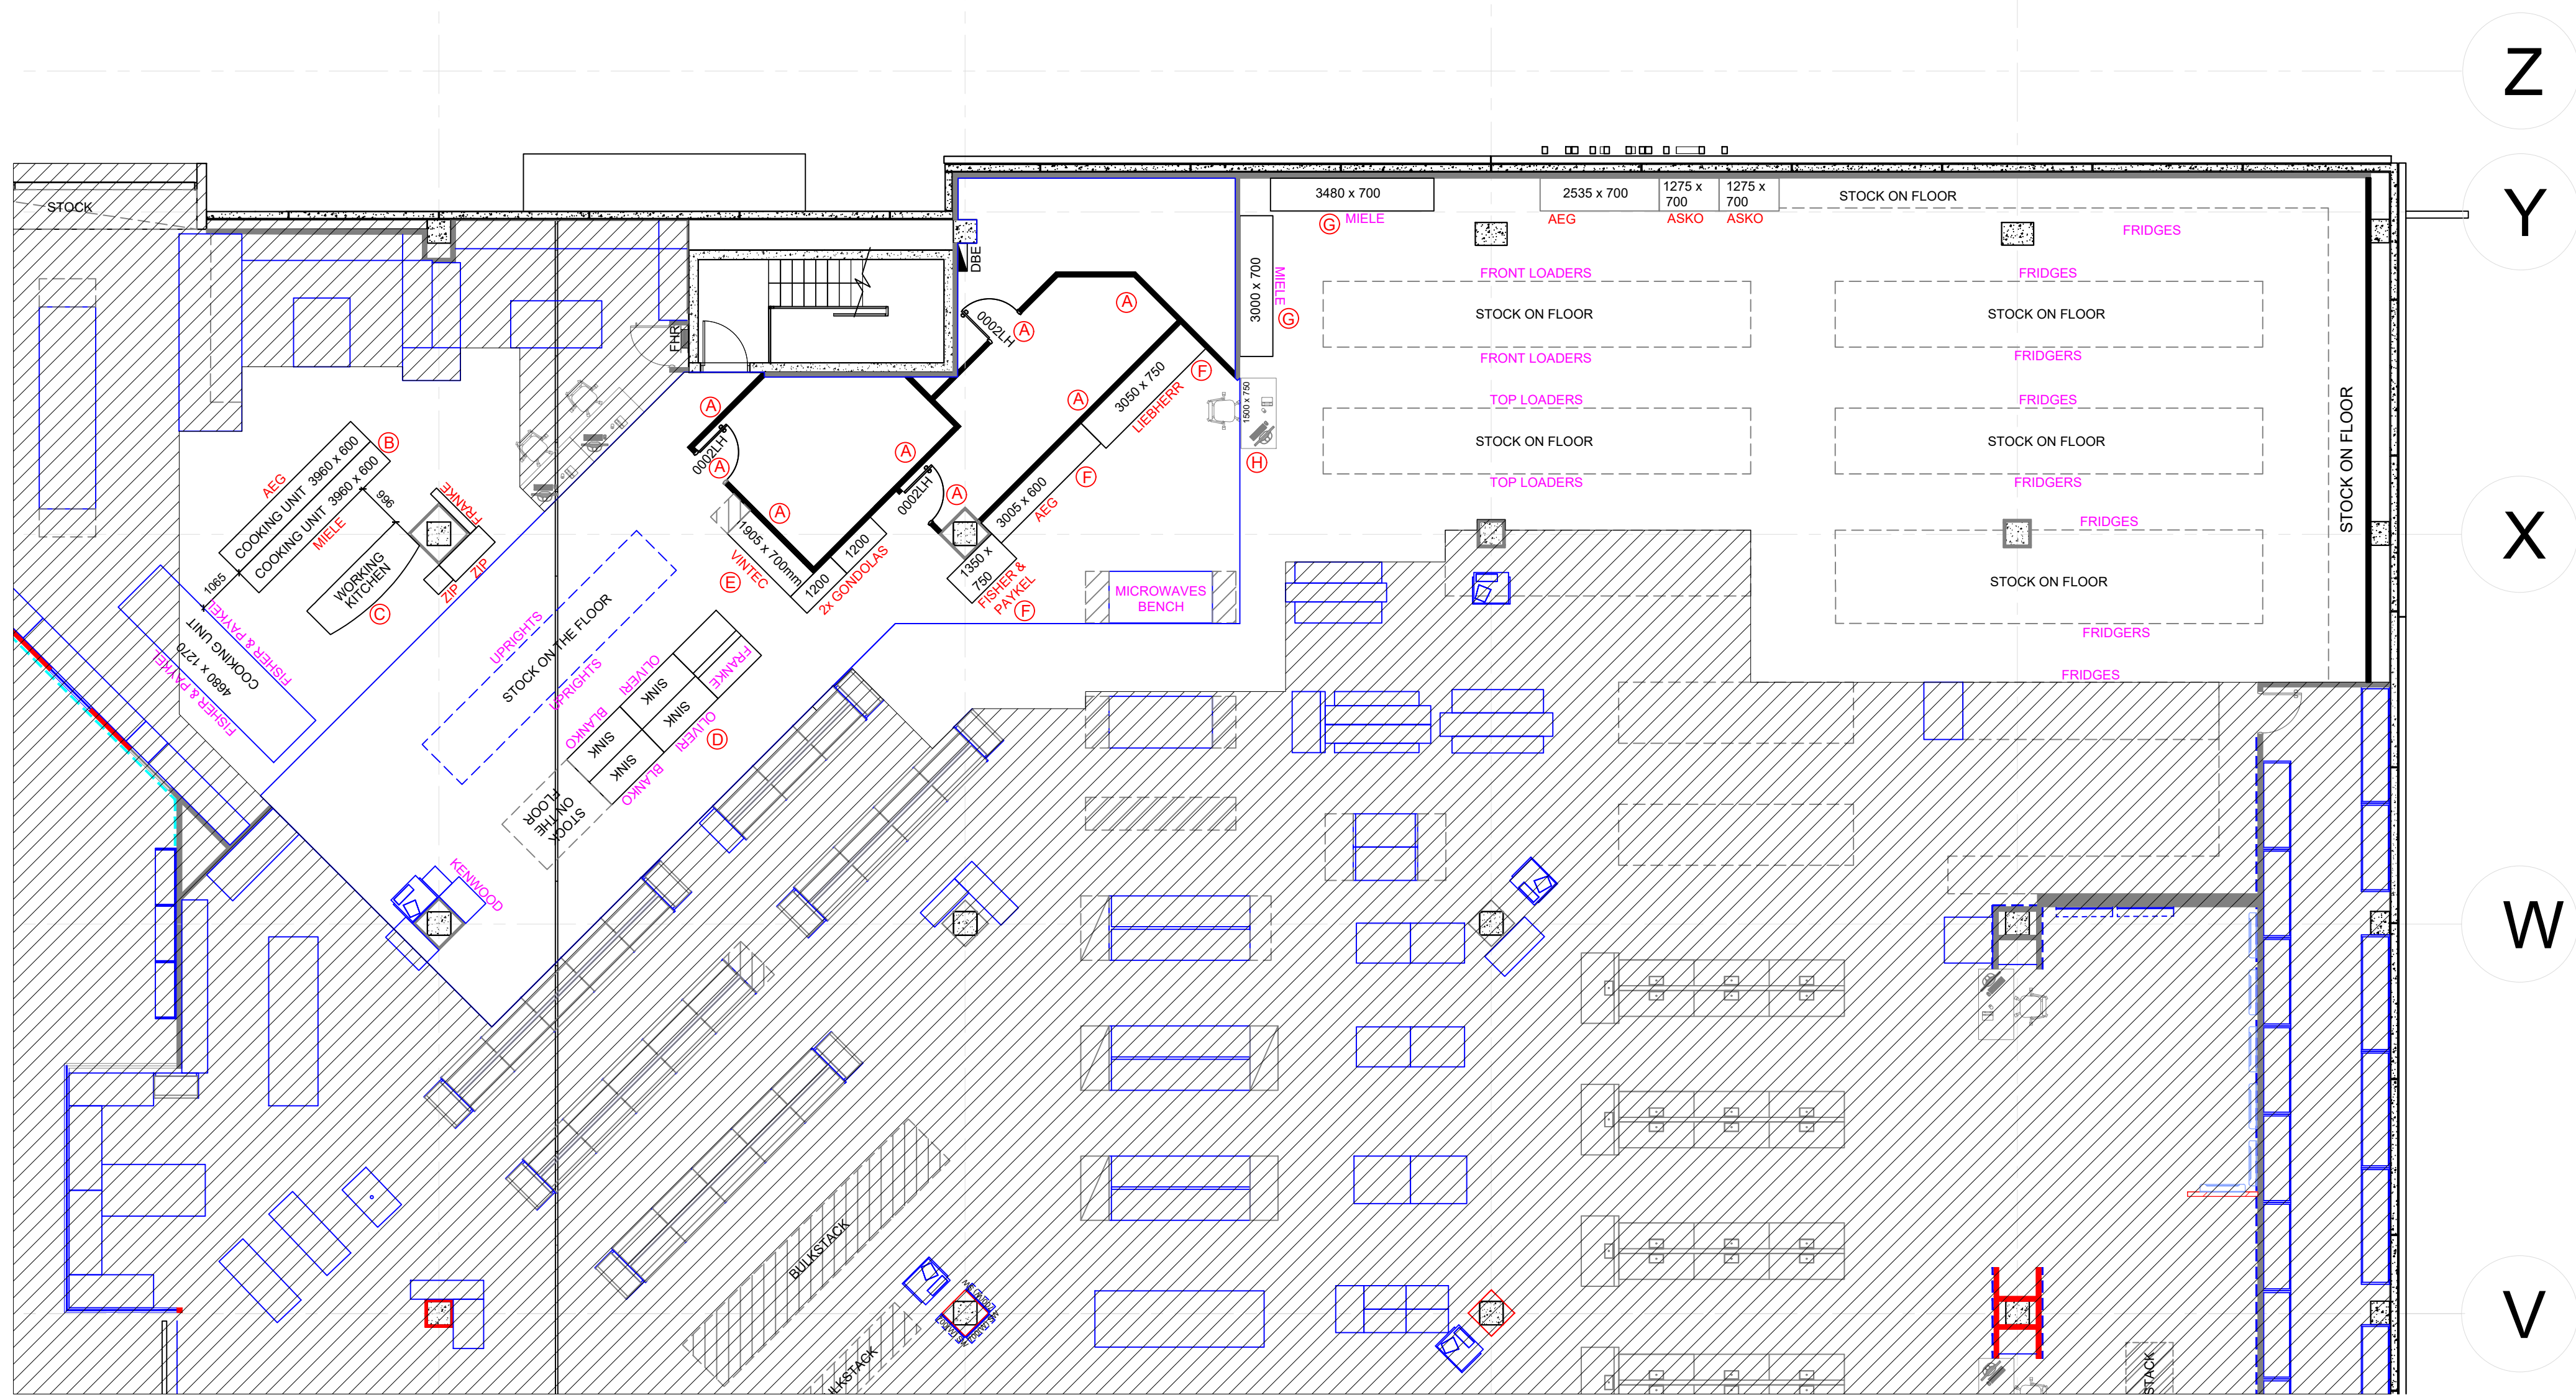 Z
STOCK
3480 x 700
G MIELE
2535 x 700
AEG
1275 x
700
ASKO
1275 x
700
ASKO
STOCK ON FLOOR
Y
FRIDGES
DBE
FHR
3000 x 700
MIELE
G
FRONT LOADERS
STOCK ON FLOOR
FRONT LOADERS
FRIDGES
STOCK ON FLOOR
FRIDGERS
TOP LOADERS
STOCK ON FLOOR
TOP LOADERS
FRIDGES
STOCK ON FLOOR
FRIDGERS
FRIDGES
STOCK ON FLOOR
FRIDGERS
FRIDGES
STOCK ON FLOOR
A
A
0002LH
A
A
0002LH
A
A
A
0002LH
A
3050 x 750
LIEBHERR
F
3005 x 600
AEG
F
1350 x
750
FISHER &
PAYKEL
F
1500 x 750
H
MICROWAVES
BENCH
1905 x 700mm
VINTEC
E
1200
1200
2x GONDOLAS
AEG
B
COOKING UNIT 3960 x 600
COOKING UNIT 3960 x 600
MIELE
996
1065
WORKING
KITCHEN
C
FRANKE
ZIP
ZIP
FISHER & PAYKEL
COOKING UNIT
4680 x 1270
FISHER & PAYKEL
UPRIGHTS
STOCK ON THE FLOOR
UPRIGHTS
FRANKE
OLIVERI
SINK
SINK
OLIVERI
D
BLANKO
SINK
SINK
BLANKO
STOCK
ON THE
FLOOR
KENWOOD
X
W
BULKSTACK
V
STACK